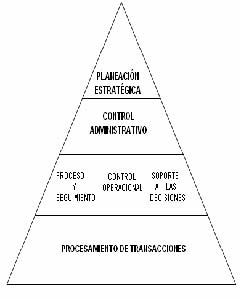 PLANEACIÓN
ESTRATÉGICA
CONTROL
ADMINISTRATIVO
PROCESO
Y
SEGUIMIENTO
CONTROL
OPERACIONAL
SOPORTE
A LAS
DECISIONES
PROCESAMIENTO DE TRANSACCIONES